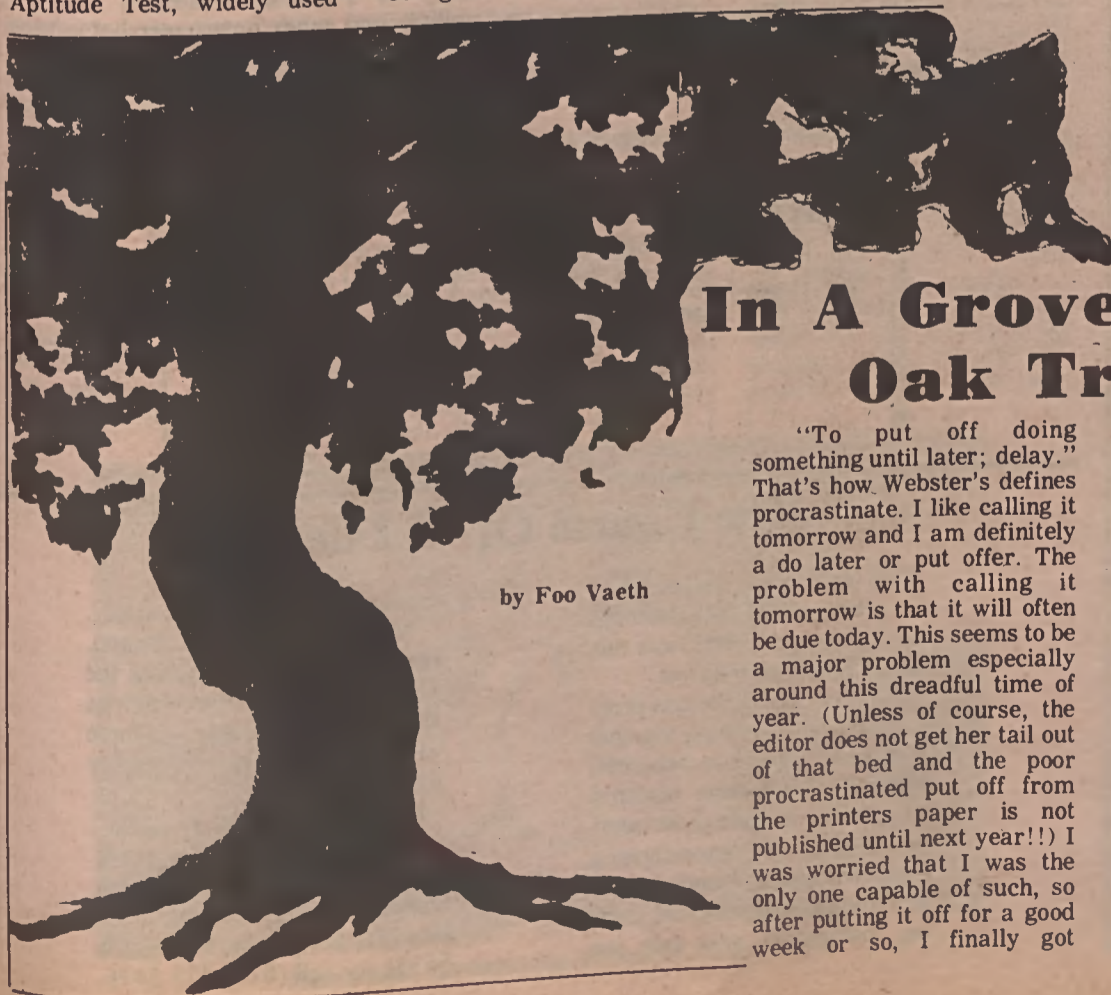 Aptitude Test, widely used
In A Grove
Oak Tr
by Foo Vaeth
"To put off doing
something until later; delay."
That's how Webster's defines
procrastinate. I like calling it
tomorrow and I am definitely
a do later or put offer. The
problem with calling it
tomorrow is that it will often
be due today. This seems to be
a major problem especially
around this dreadful time of
year. (Unless of course, the
editor does not get her tail out
of that bed and the poor
procrastinated put off from
the printers paper is not
published until next year!!) I
was worried that I was the
only one capable of such, so
after putting it off for a good
week or so, I finally got